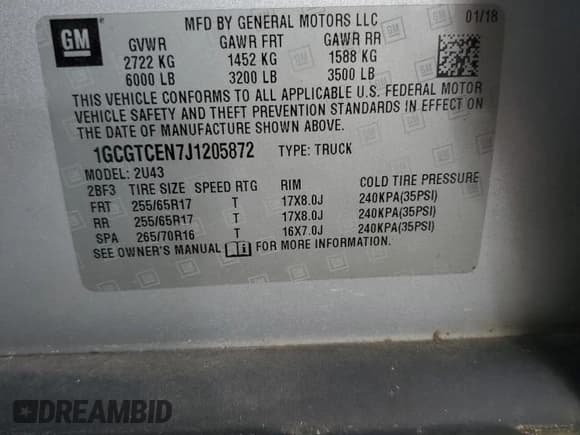 GM
MFD BY GENERAL MOTORS LLC 01/18
GVWR GAWR FRT GAWR RR
2722 KG 1452 KG 1588 KG
6000 LB 3200 LB 3500 LB
THIS VEHICLE CONFORMS TO ALL APPLICABLE U.S. FEDERAL MOTOR
VEHICLE SAFETY AND THEFT PREVENTION STANDARDS IN EFFECT ON
THE DATE OF MANUFACTURE SHOWN ABOVE.
1GCGTCEN7J1205872 TYPE: TRUCK
MODEL: 2U43
2BF3 TIRE SIZE SPEED RTG RIM COLD TIRE PRESSURE
FRT 255/65R17 T 17X8.0J 240KPA(35PSI)
RR 255/65R17 T 17X8.0J 240KPA(35PSI)
SPA 265/70R16 T 16X7.0J 240KPA(35PSI)
SEE OWNER'S MANUAL FOR MORE INFORMATION.
DREAMBID